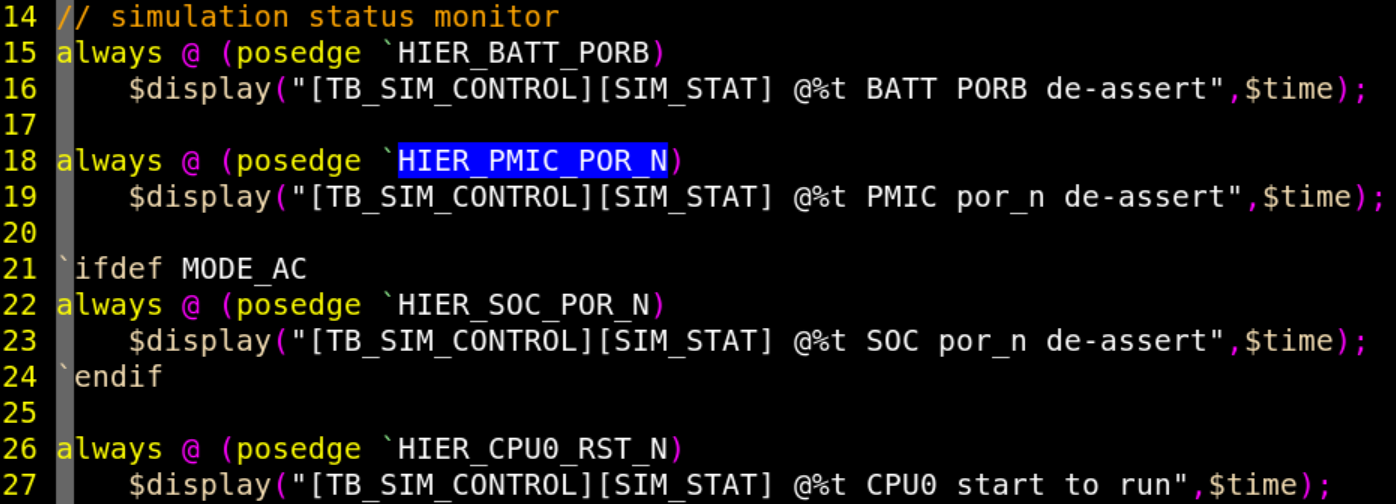 14 // simulation status monitor
15 always @ (posedge `HIER_BATT_PORB)
16     $display("[TB_SIM_CONTROL][SIM_STAT] @%t BATT PORB de-assert",$time);
17
18 always @ (posedge `HIER_PMIC_POR_N)
19     $display("[TB_SIM_CONTROL][SIM_STAT] @%t PMIC por_n de-assert",$time);
20
21 `ifdef MODE_AC
22 always @ (posedge `HIER_SOC_POR_N)
23     $display("[TB_SIM_CONTROL][SIM_STAT] @%t SOC por_n de-assert",$time);
24 `endif
25
26 always @ (posedge `HIER_CPU0_RST_N)
27     $display("[TB_SIM_CONTROL][SIM_STAT] @%t CPU0 start to run",$time);